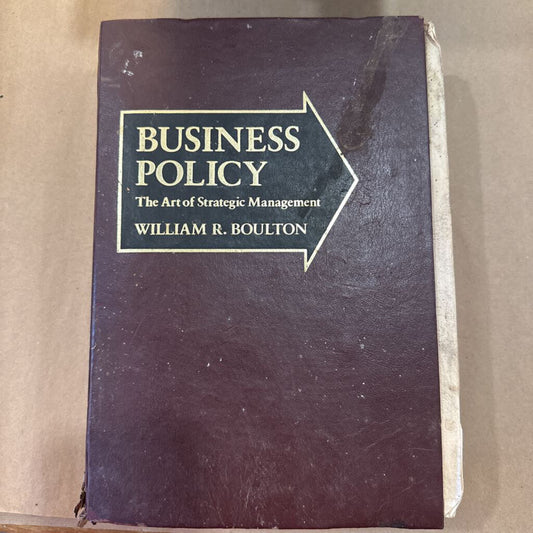 BUSINESS
POLICY
The Art of Strategic Management
WILLIAM R. BOULTON